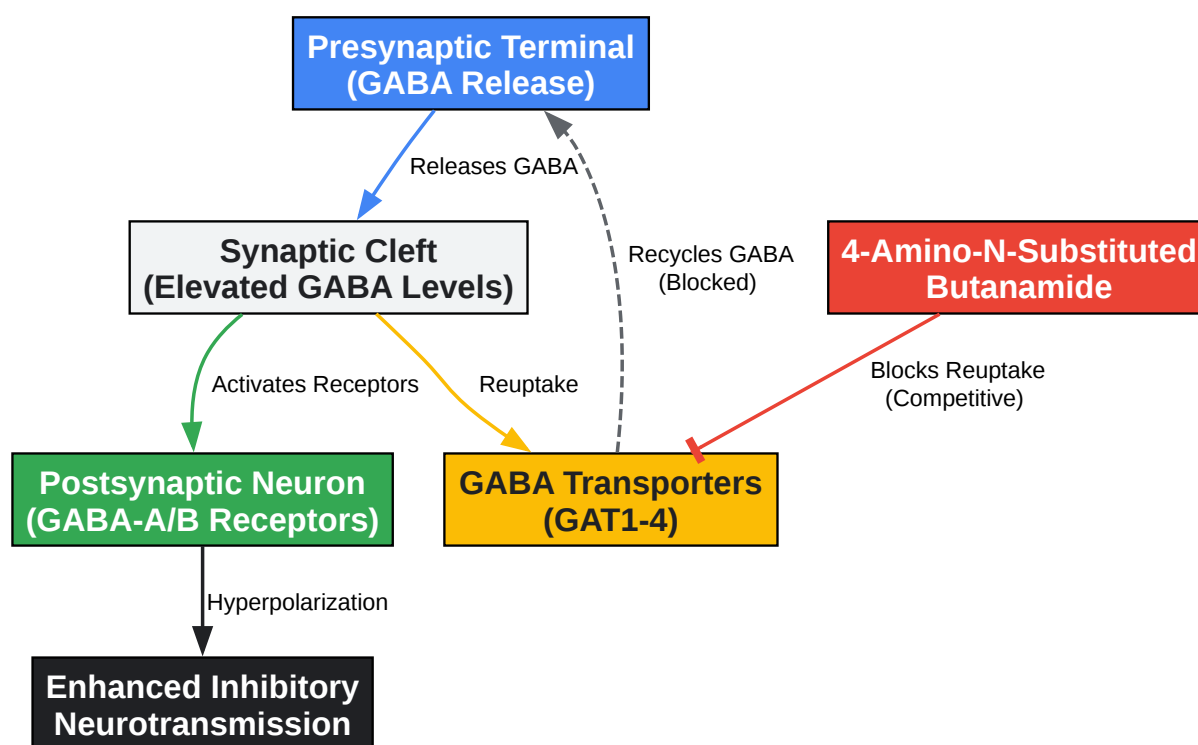 Presynaptic Terminal
(GABA Release)
Releases GABA
Synaptic Cleft
(Elevated GABA Levels)
Recycles GABA
(Blocked)
4-Amino-N-Substituted
Butanamide
Activates Receptors
Reuptake
Blocks Reuptake
(Competitive)
Postsynaptic Neuron
(GABA-A/B Receptors)
GABA Transporters
(GAT1-4)
Hyperpolarization
Enhanced Inhibitory
Neurotransmission